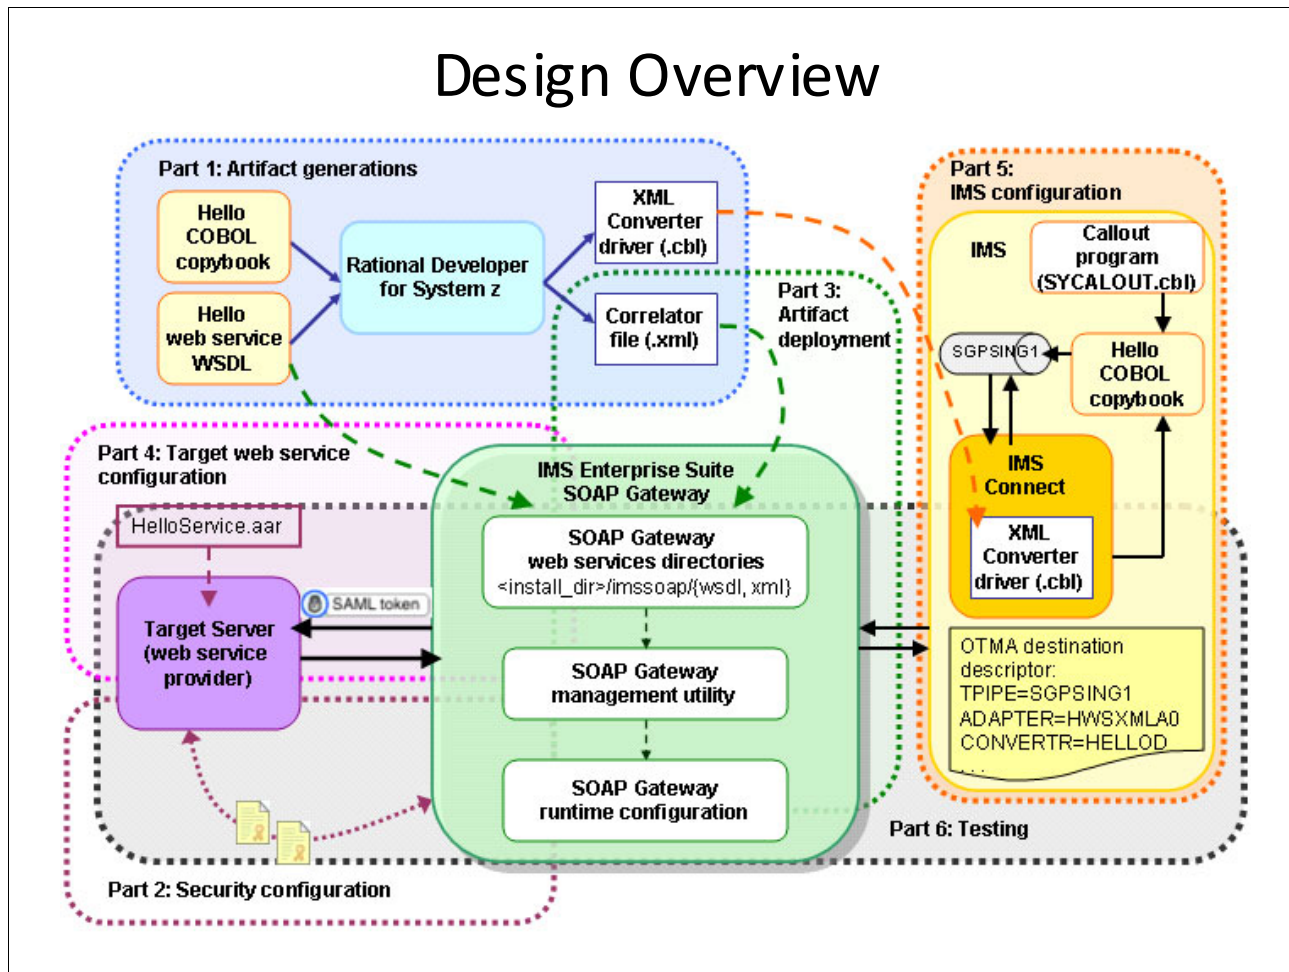 Design Overview
Part 1: Artifact generations
Hello
COBOL
copybook
Hello
web service
WSDL
Rational Developer
for System z
XML
Converter
driver (.cbl)
Correlator
file (.xml)
Part 3:
Artifact
deployment
Part 5:
IMS configuration
IMS
Callout
program
(SYCALOUT.cbl)
SGPSING1
Hello
COBOL
copybook
IMS
Connect
XML
Converter
driver (.cbl)
OTMA destination
descriptor:
TPIPE=SGPSING1
ADAPTER=HWSXMLA0
CONVERTR=HELLOD
. . .
Part 4: Target web service
configuration
HelloService.aar
Target Server
(web service
provider)
SAML token
IMS Enterprise Suite
SOAP Gateway
SOAP Gateway
web services directories
<install_dir>/imssoap/{wsdl, xml}
SOAP Gateway
management utility
SOAP Gateway
runtime configuration
Part 6: Testing
Part 2: Security configuration